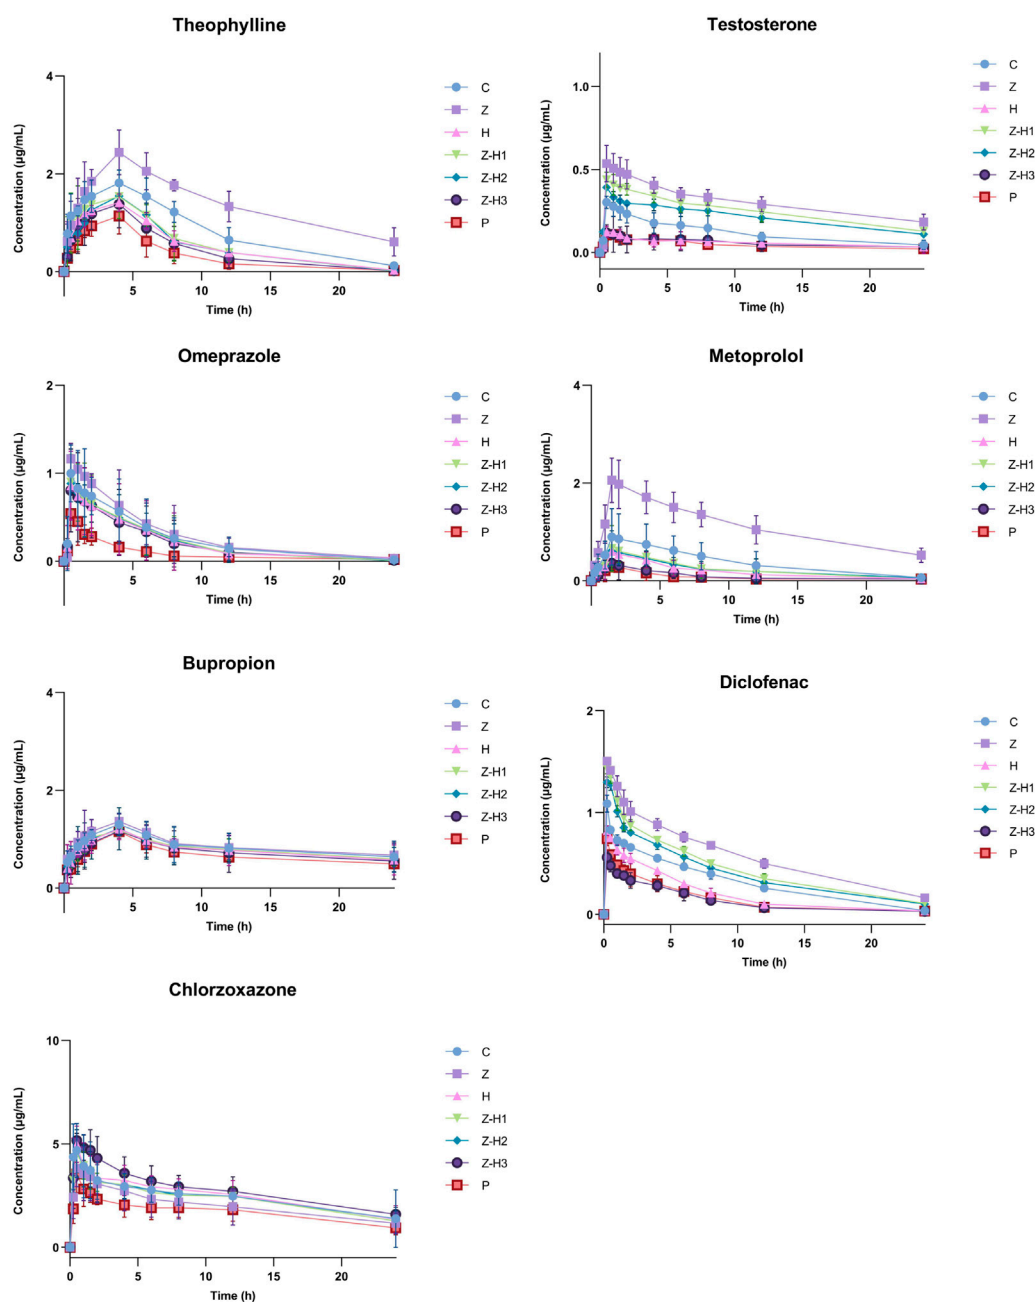 Theophylline
Concentration (µg/mL)
4
2
0
5
10
15
20
Time (h)
C
Z
H
Z-H1
Z-H2
Z-H3
P
Testosterone
Concentration (µg/mL)
1.0
0.5
0.0
0
5
10
15
20
Time (h)
C
Z
H
Z-H1
Z-H2
Z-H3
P
Omeprazole
Concentration (µg/mL)
2
1
0
5
10
15
20
Time (h)
C
Z
H
Z-H1
Z-H2
Z-H3
P
Metoprolol
Concentration (µg/mL)
4
2
0
5
10
15
20
Time (h)
C
Z
H
Z-H1
Z-H2
Z-H3
P
Bupropion
Concentration (µg/mL)
4
2
0
5
10
15
20
Time (h)
C
Z
H
Z-H1
Z-H2
Z-H3
P
Diclofenac
Concentration (µg/mL)
2
1
0
0
5
10
15
20
Time (h)
C
Z
H
Z-H1
Z-H2
Z-H3
P
Chlorzoxazone
Concentration (µg/mL)
10
5
0
0
5
10
15
20
Time (h)
C
Z
H
Z-H1
Z-H2
Z-H3
P